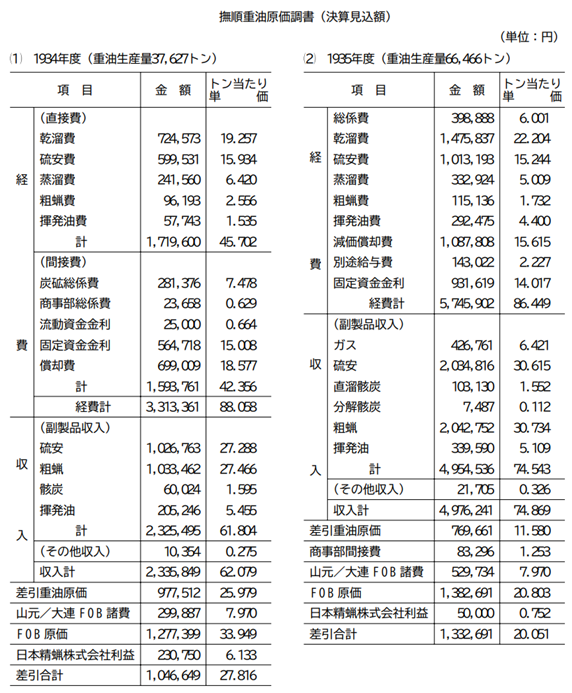 撫順重油原価調書（決算見込額）
（単位：円）
⑴　1934年度（重油生産量37,627トン）
項　目　金　額　トン当たり単　価
経　費
（直接費）
乾溜費　724,573　19.257
硫安費　599,531　15.934
蒸溜費　241,560　6.420
粗蝋費　96,193　2.556
揮発油費　57,743　1.535
計　1,719,600　45.702
（間接費）
炭砿総係費　281,376　7.478
商事部総係費　23,658　0.629
流動資金金利　25,000　0.664
固定資金金利　564,718　15.008
償却費　699,009　18.577
計　1,593,761　42.356
経費計　3,313,361　88.058
収　入
（副製品収入）
硫安　1,026,763　27.288
粗蝋　1,033,462　27.466
骸炭　60,024　1.595
揮発油　205,246　5.455
計　2,325,495　61.804
（その他収入）　10,354　0.275
収入計　2,335,849　62.079
差引重油原価　977,512　25.979
山元／大連FOB諸費　299,887　7.970
FOB原価　1,277,399　33.949
日本精蝋株式会社利益　230,750　6.133
差引合計　1,046,649　27.816
⑵　1935年度（重油生産量66,466トン）
項　目　金　額　トン当たり単　価
経　費
総係費　398,888　6.001
乾溜費　1,475,837　22.204
硫安費　1,013,193　15.244
蒸溜費　332,924　5.009
粗蝋費　115,136　1.732
揮発油費　292,475　4.400
減価償却費　1,087,808　15.615
別途給与費　143,022　2.227
固定資金金利　931,619　14.017
経費計　5,745,902　86.449
収　入
（副製品収入）
ガス　426,761　6.421
硫安　2,034,816　30.615
直溜骸炭　103,130　1.552
分解骸炭　7,487　0.112
粗蝋　2,042,752　30.734
揮発油　339,590　5.109
計　4,954,536　74.543
（その他収入）　21,705　0.326
収入計　4,976,241　74.869
差引重油原価　769,661　11.580
商事部間接費　83,296　1.253
山元／大連FOB諸費　529,734　7.970
FOB原価　1,382,691　20.803
日本精蝋株式会社利益　50,000　0.752
差引合計　1,332,691　20.051